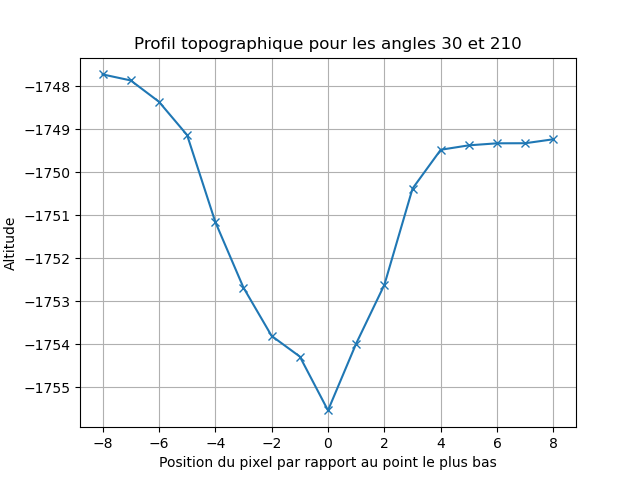 Profil topographique pour les angles 30 et 210
Altitude
−1748
−1749
−1750
−1751
−1752
−1753
−1754
−1755
−8 −6 −4 −2 0 2 4 6 8
Position du pixel par rapport au point le plus bas